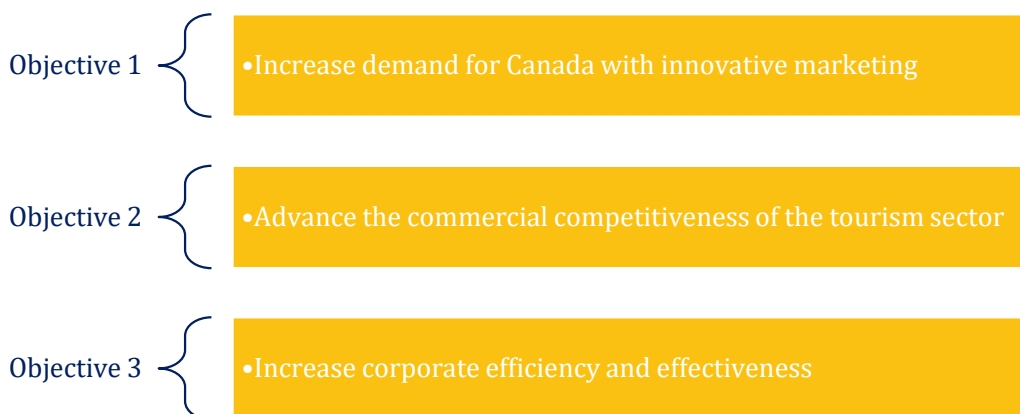 Objective 1
•Increase demand for Canada with innovative marketing
Objective 2
•Advance the commercial competitiveness of the tourism sector
Objective 3
•Increase corporate efficiency and effectiveness